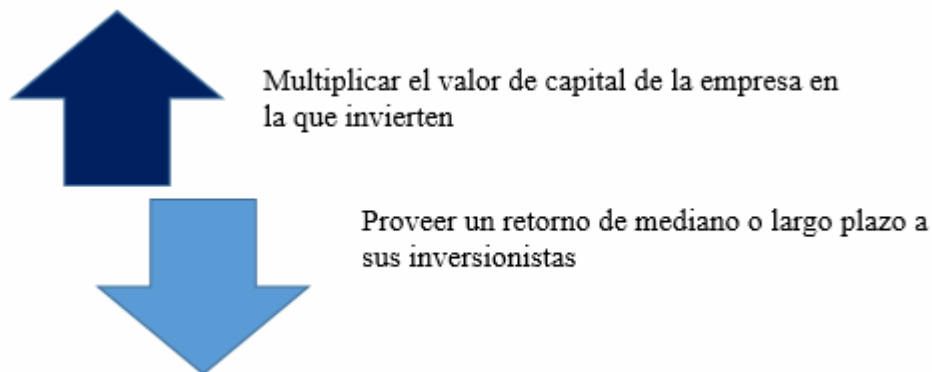 Multiplicar el valor de capital de la empresa en
la que invierten
Proveer un retorno de mediano o largo plazo a
sus inversionistas